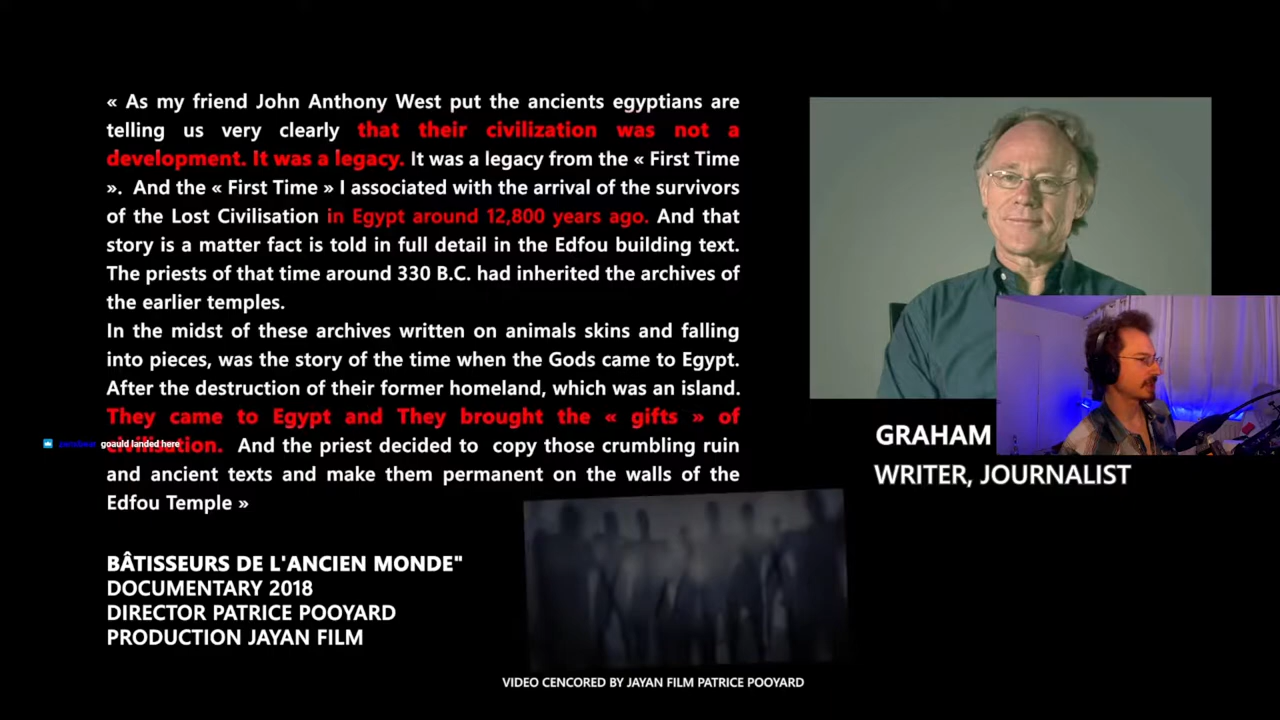 « As my friend John Anthony West put the ancients egyptians are
telling us very clearly that their civilization was not a
development. It was a legacy. It was a legacy from the « First Time
». And the « First Time » I associated with the arrival of the survivors
of the Lost Civilisation in Egypt around 12,800 years ago. And that
story is a matter fact is told in full detail in the Edfou building text.
The priests of that time around 330 B.C. had inherited the archives of
the earlier temples.
In the midst of these archives written on animals skins and falling
into pieces, was the story of the time when the Gods came to Egypt.
After the destruction of their former homeland, which was an island.
They came to Egypt and They brought the « gifts » of
civilisation. And the priest decided to copy those crumbling ruin
goauld landed here
and ancient texts and make them permanent on the walls of the
Edfou Temple »
BÂTISSEURS DE L'ANCIEN MONDE"
DOCUMENTARY 2018
DIRECTOR PATRICE POOYARD
PRODUCTION JAYAN FILM
GRAHAM
WRITER, JOURNALIST
VIDEO CENCORED BY JAYAN FILM PATRICE POOYARD